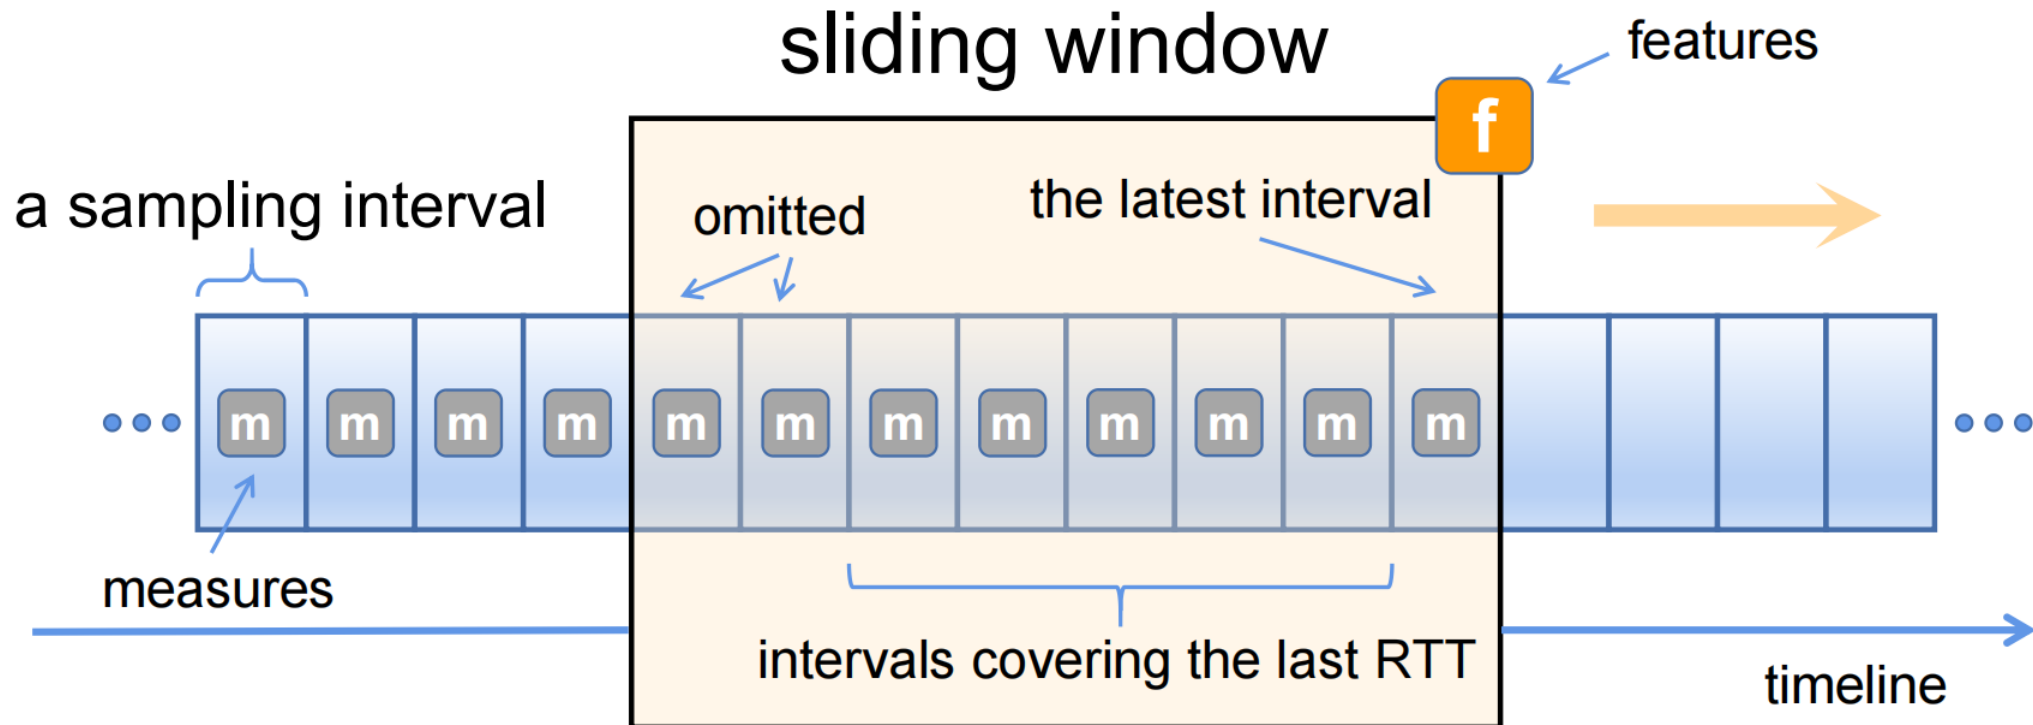 sliding window
features
f
a sampling interval
omitted
the latest interval
m m m m m m m m m m m m
measures
intervals covering the last RTT
timeline